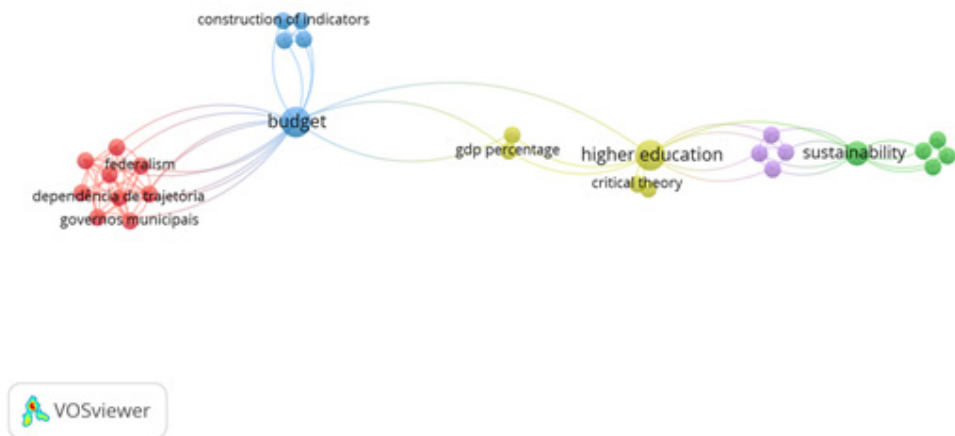 construction of indicators
budget
federalism
dependência de trajetória
governos municipais
gdp percentage
higher education
critical theory
sustainability
VOSviewer